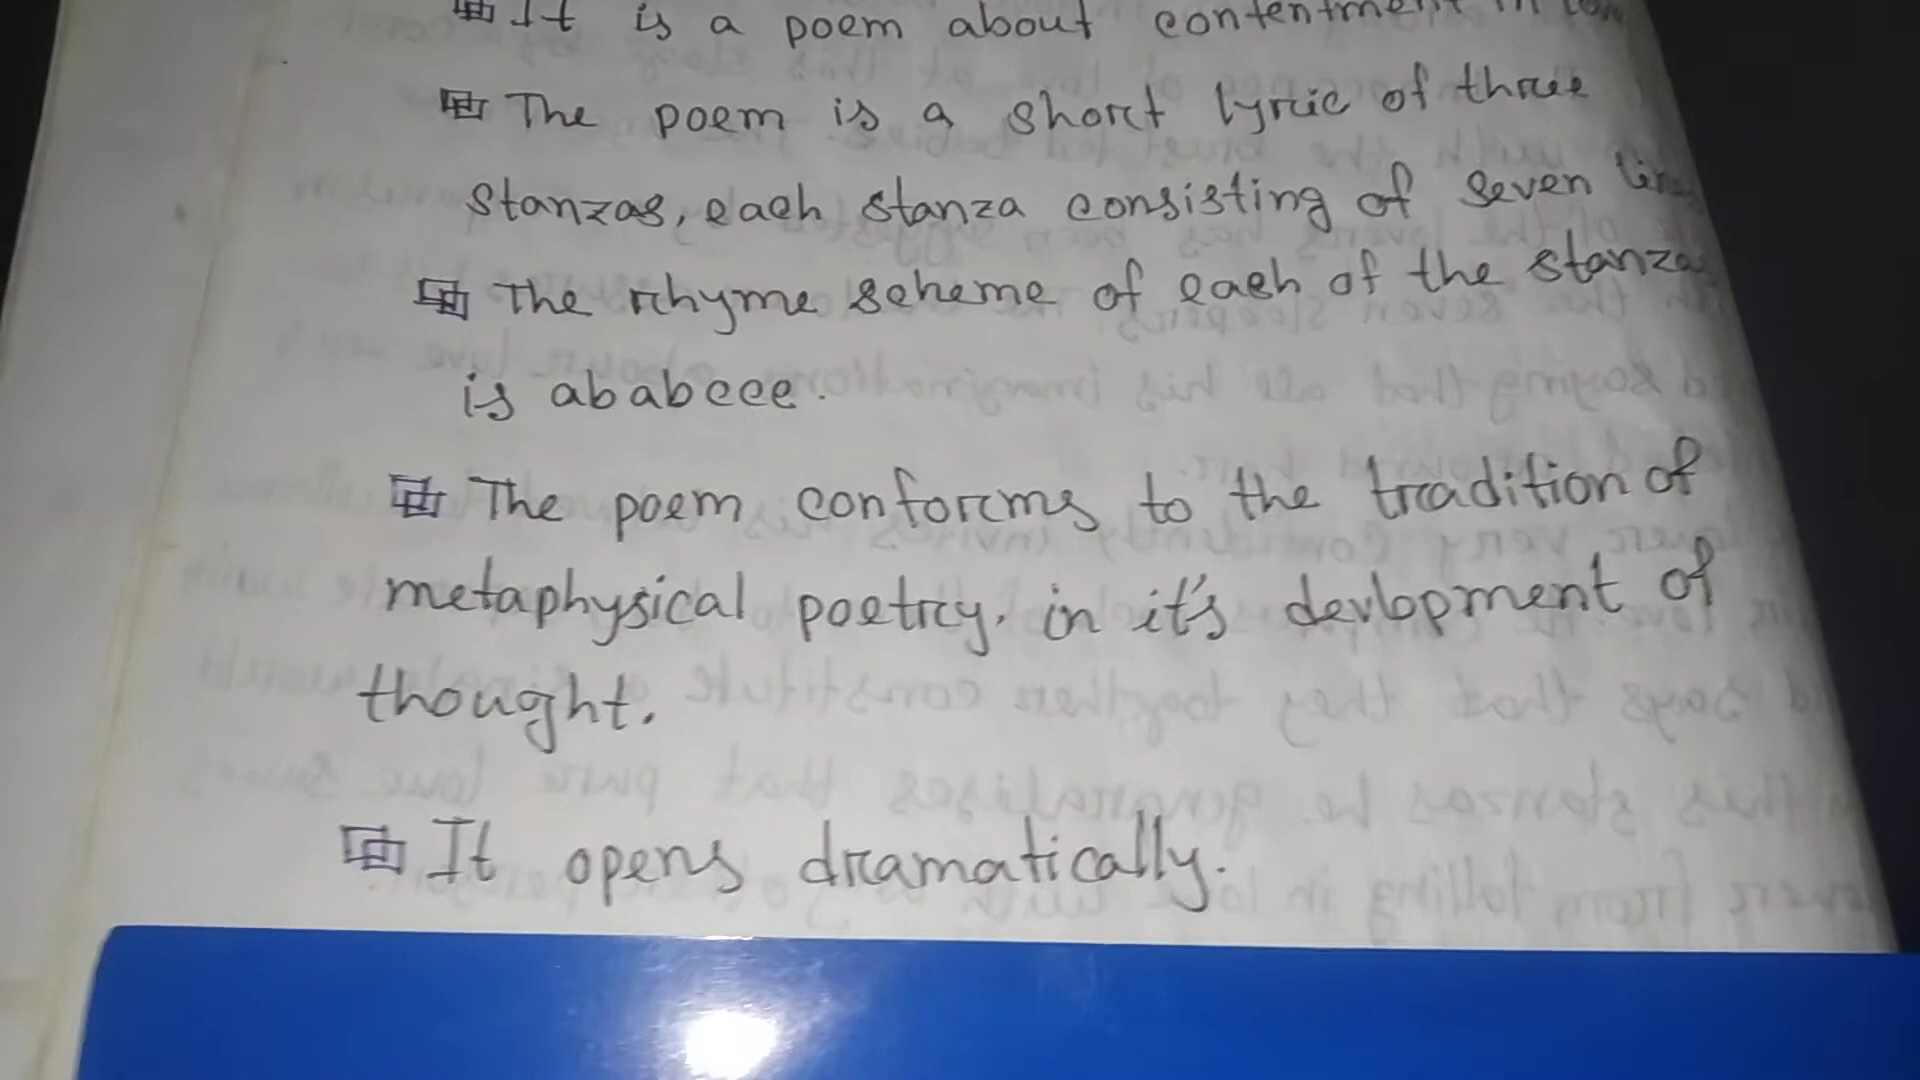 It is a poem about contentment in
The poem is a short lyric of three
stanzas, each stanza consisting of seven
The rhyme scheme of each of the stanza
is ababccc.
The poem conforms to the tradition of
metaphysical poetry, in it's devlopment of
thought.
It opens dramatically.